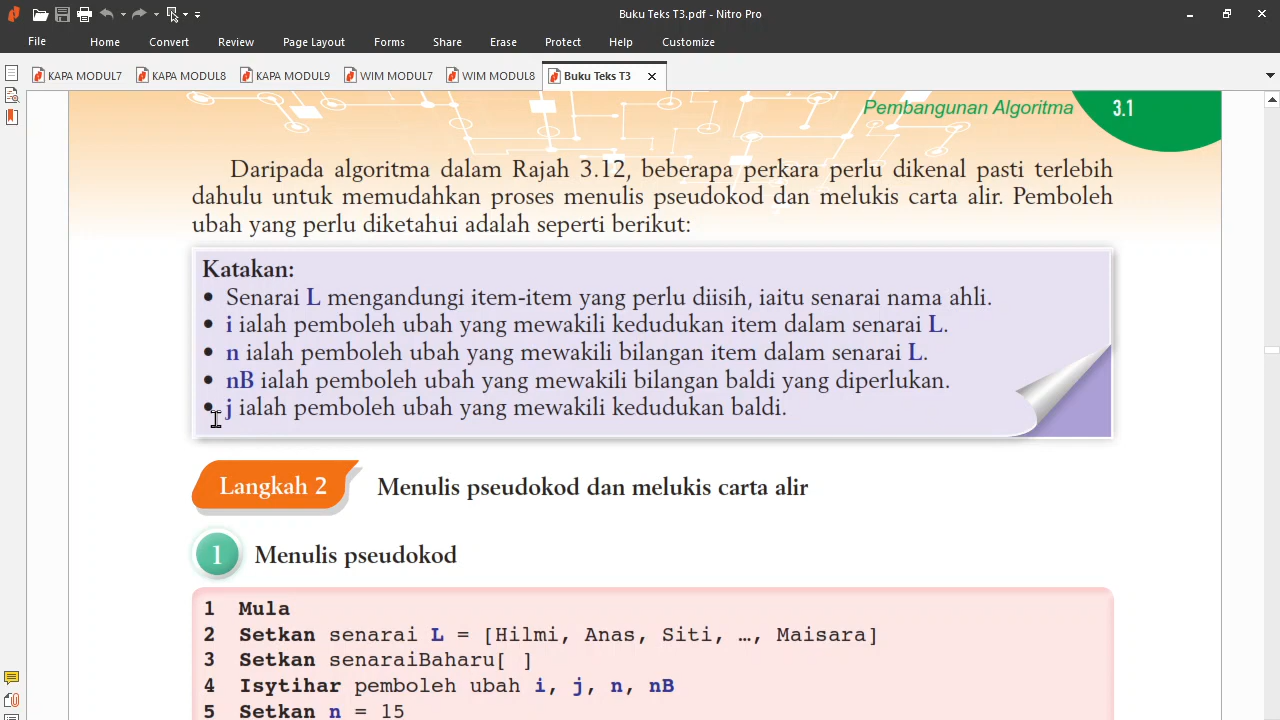 Buku Teks T3.pdf - Nitro Pro
File Home Convert Review Page Layout Forms Share Erase Protect Help Customize
KAPA MODUL7 KAPA MODUL8 KAPA MODUL9 WIM MODUL7 WIM MODUL8 Buku Teks T3
Pembangunan Algoritma 3.1
Daripada algoritma dalam Rajah 3.12, beberapa perkara perlu dikenal pasti terlebih
dahulu untuk memudahkan proses menulis pseudokod dan melukis carta alir. Pemboleh
ubah yang perlu diketahui adalah seperti berikut:
Katakan:
• Senarai L mengandungi item-item yang perlu diisih, iaitu senarai nama ahli.
• i ialah pemboleh ubah yang mewakili kedudukan item dalam senarai L.
• n ialah pemboleh ubah yang mewakili bilangan item dalam senarai L.
• nB ialah pemboleh ubah yang mewakili bilangan baldi yang diperlukan.
• j ialah pemboleh ubah yang mewakili kedudukan baldi.
Langkah 2 Menulis pseudokod dan melukis carta alir
1 Menulis pseudokod
1 Mula
2 Setkan senarai L = [Hilmi, Anas, Siti, …, Maisara]
3 Setkan senaraiBaharu[ ]
4 Isytihar pemboleh ubah i, j, n, nB
5 Setkan n = 15